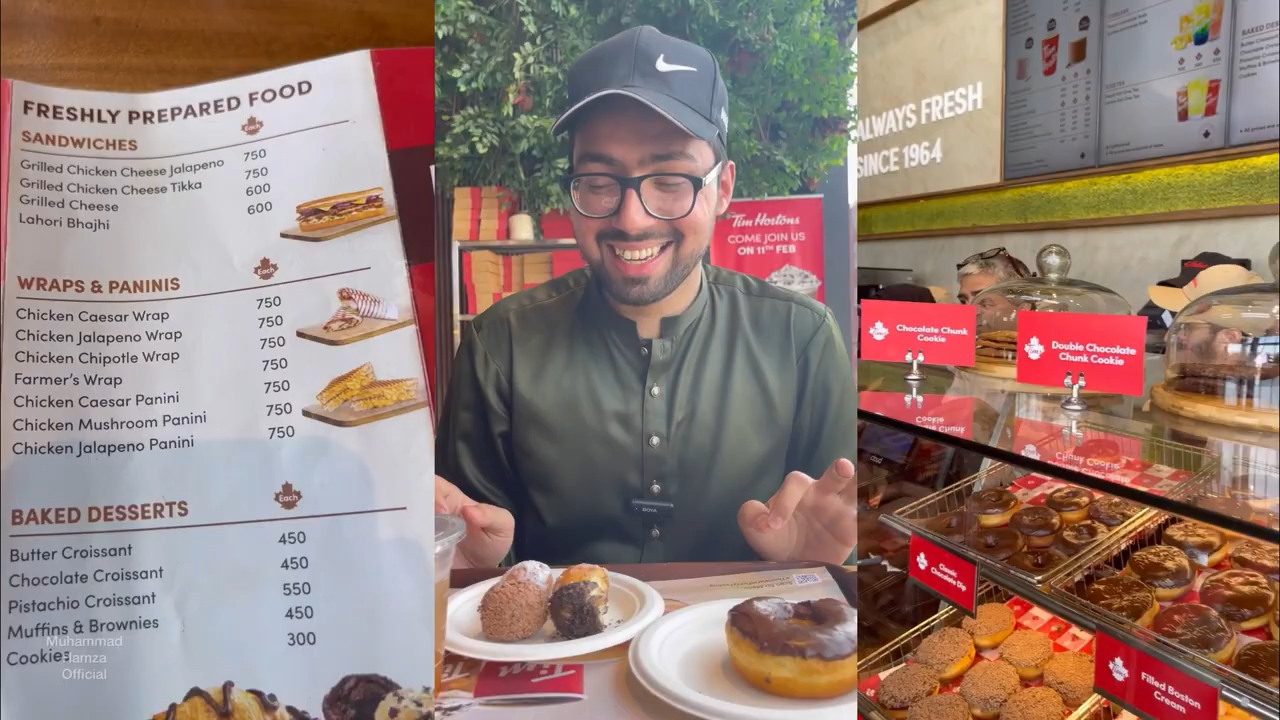 FRESHLY PREPARED FOOD
SANDWICHES
Each
Grilled Chicken Cheese Jalapeno 750
Grilled Chicken Cheese Tikka 750
Grilled Cheese 600
Lahori Bhajhi 600
WRAPS & PANINIS
Each
Chicken Caesar Wrap 750
Chicken Jalapeno Wrap 750
Chicken Chipotle Wrap 750
Farmer's Wrap 750
Chicken Caesar Panini 750
Chicken Mushroom Panini 750
Chicken Jalapeno Panini 750
BAKED DESSERTS
Each
Butter Croissant 450
Chocolate Croissant 450
Pistachio Croissant 550
Muffins & Brownies 450
Cookies 300
Muhammad
Hamza
Official
Tim Hortons
COME JOIN US
ON 11TH FEB
BOYA
Tim
ALWAYS FRESH
SINCE 1964
BAKED DES
Chocolate Chunk
Cookie
Double Chocolate
Chunk Cookie
Classic
Chocolate Dip
Filled Boston
Cream